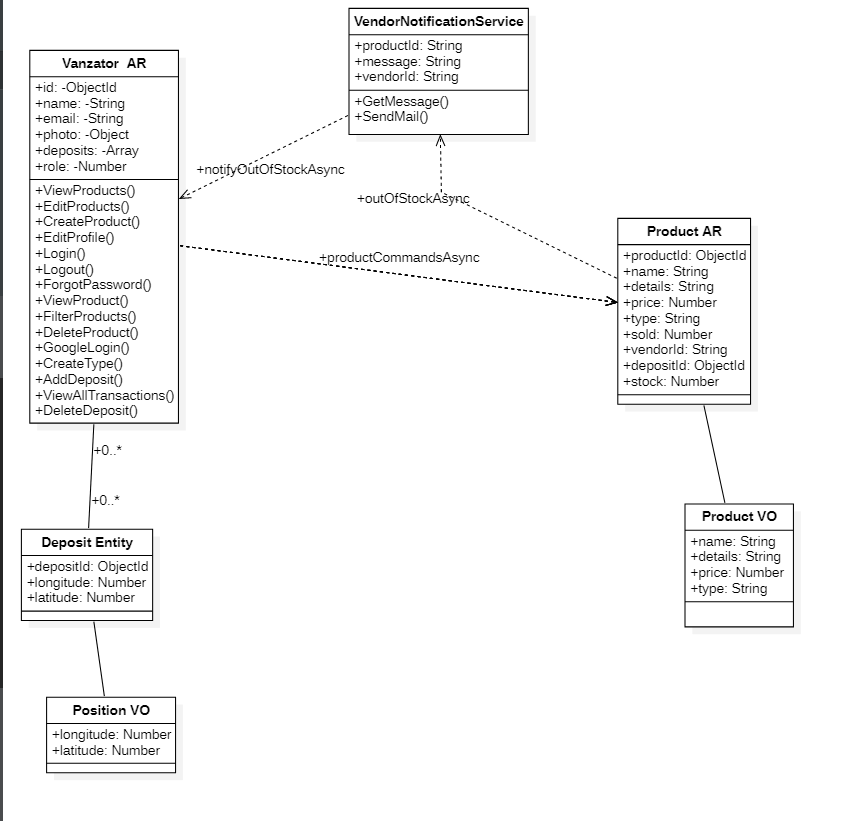 VendorNotificationService
+productId: String
+message: String
+vendorId: String
+GetMessage()
+SendMail()
Vanzator AR
+id: -ObjectId
+name: -String
+email: -String
+photo: -Object
+deposits: -Array
+role: -Number
+ViewProducts()
+EditProducts()
+CreateProduct()
+EditProfile()
+Login()
+Logout()
+ForgotPassword()
+ViewProduct()
+FilterProducts()
+DeleteProduct()
+GoogleLogin()
+CreateType()
+AddDeposit()
+ViewAllTransactions()
+DeleteDeposit()
+notifyOutOfStockAsync
+outOfStockAsync
+productCommandsAsync
Product AR
+productId: ObjectId
+name: String
+details: String
+price: Number
+type: String
+sold: Number
+vendorId: String
+depositId: ObjectId
+stock: Number
+0..*
+0..*
Deposit Entity
+depositId: ObjectId
+longitude: Number
+latitude: Number
Product VO
+name: String
+details: String
+price: Number
+type: String
Position VO
+longitude: Number
+latitude: Number